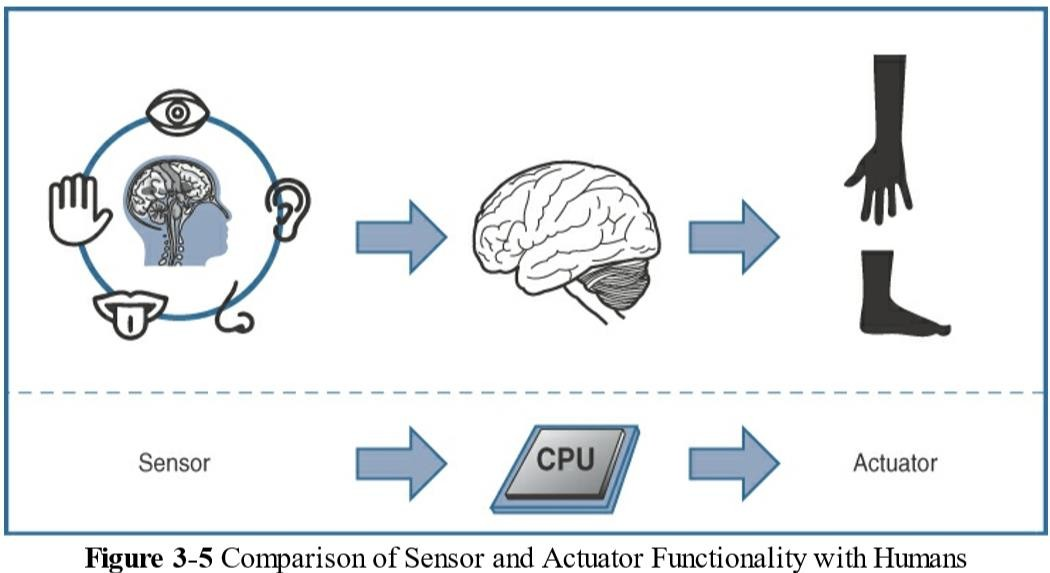 Sensor
CPU
Actuator
Figure 3-5 Comparison of Sensor and Actuator Functionality with Humans